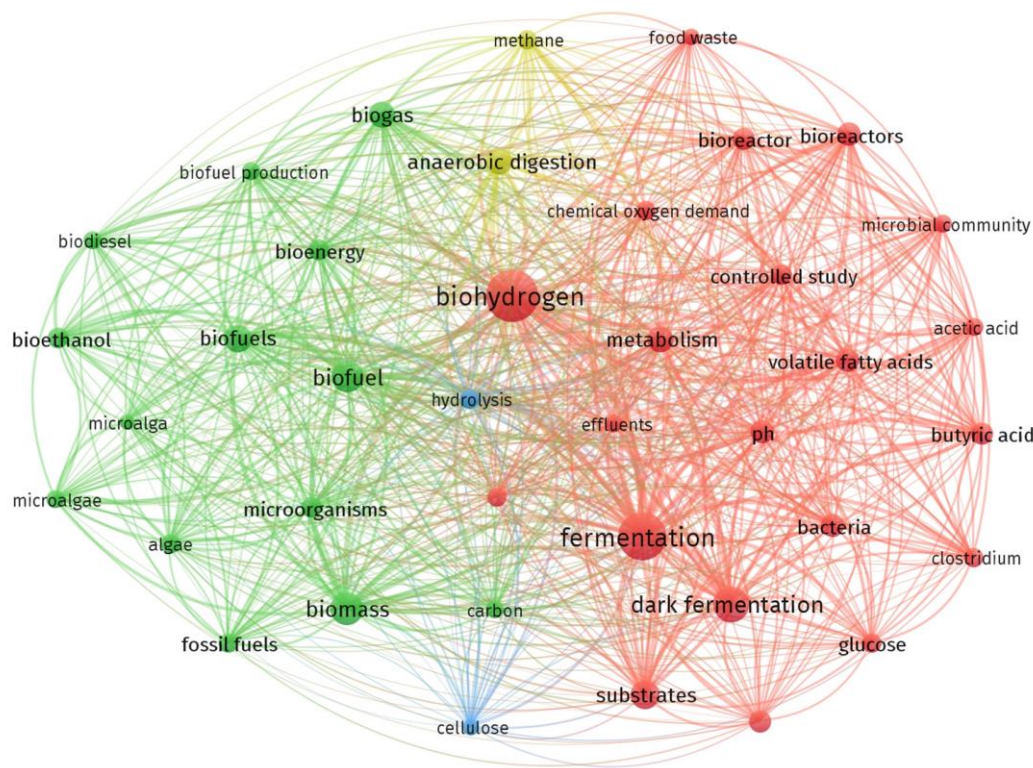 methane
food waste
biogas
bioreactor
bioreactors
anaerobic digestion
biofuel production
chemical oxygen demand
microbial community
biodiesel
bioenergy
controlled study
biohydrogen
acetic acid
bioethanol
biofuels
metabolism
volatile fatty acids
biofuel
hydrolysis
microalga
effluents
ph
butyric acid
microalgae
microorganisms
algae
fermentation
bacteria
clostridium
biomass
carbon
dark fermentation
fossil fuels
glucose
substrates
cellulose